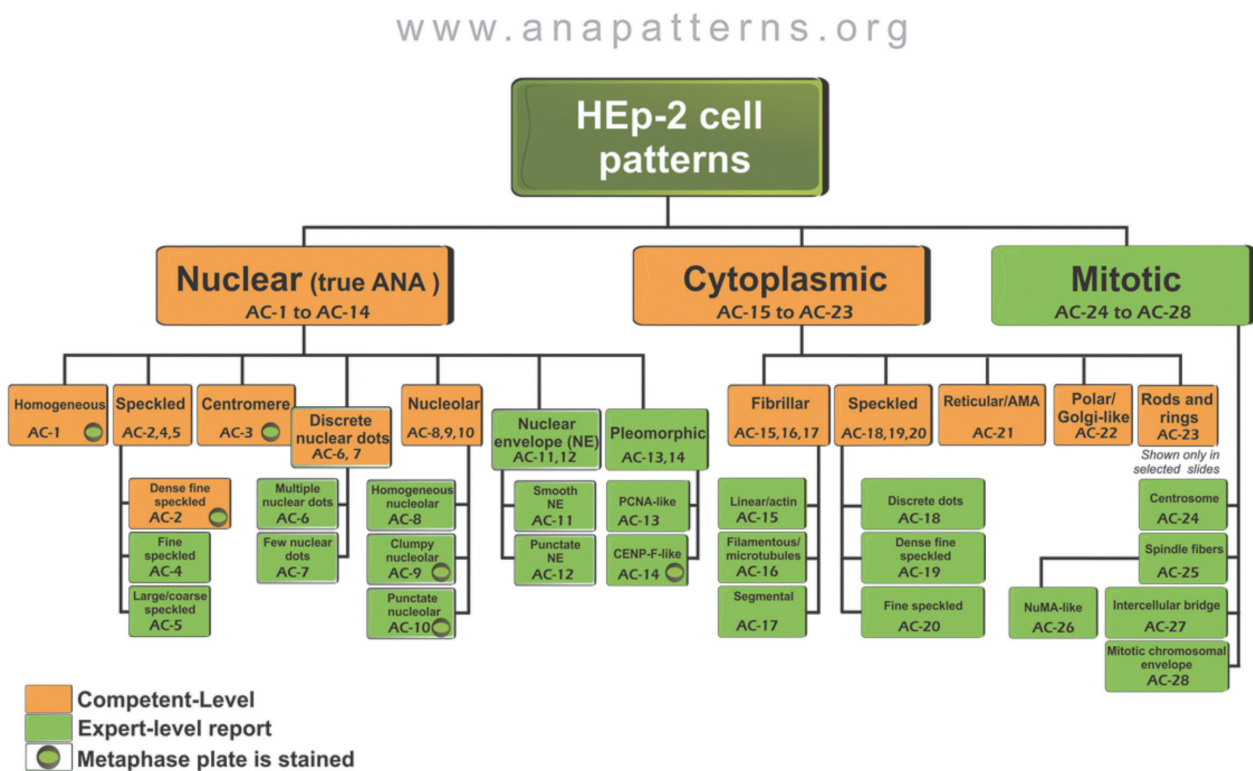 www.anapatterns.org
HEp-2 cell
patterns
Nuclear (true ANA )
AC-1 to AC-14
Cytoplasmic
AC-15 to AC-23
Mitotic
AC-24 to AC-28
Homogeneous
AC-1
Speckled
AC-2,4,5
Centromere
AC-3
Discrete
nuclear dots
AC-6, 7
Nucleolar
AC-8,9,10
Nuclear
envelope (NE)
AC-11,12
Pleomorphic
AC-13,14
Fibrillar
AC-15,16,17
Speckled
AC-18,19,20
Reticular/AMA
AC-21
Polar/
Golgi-like
AC-22
Rods and
rings
AC-23
Shown only in
selected slides
Dense fine
speckled
AC-2
Fine
speckled
AC-4
Large/coarse
speckled
AC-5
Multiple
nuclear dots
AC-6
Few nuclear
dots
AC-7
Homogeneous
nucleolar
AC-8
Clumpy
nucleolar
AC-9
Punctate
nucleolar
AC-10
Smooth
NE
AC-11
Punctate
NE
AC-12
PCNA-like
AC-13
CENP-F-like
AC-14
Linear/actin
AC-15
Filamentous/
microtubules
AC-16
Segmental
AC-17
Discrete dots
AC-18
Dense fine
speckled
AC-19
Fine speckled
AC-20
Centrosome
AC-24
Spindle fibers
AC-25
NuMA-like
AC-26
Intercellular bridge
AC-27
Mitotic chromosomal
envelope
AC-28
Competent-Level
Expert-level report
Metaphase plate is stained